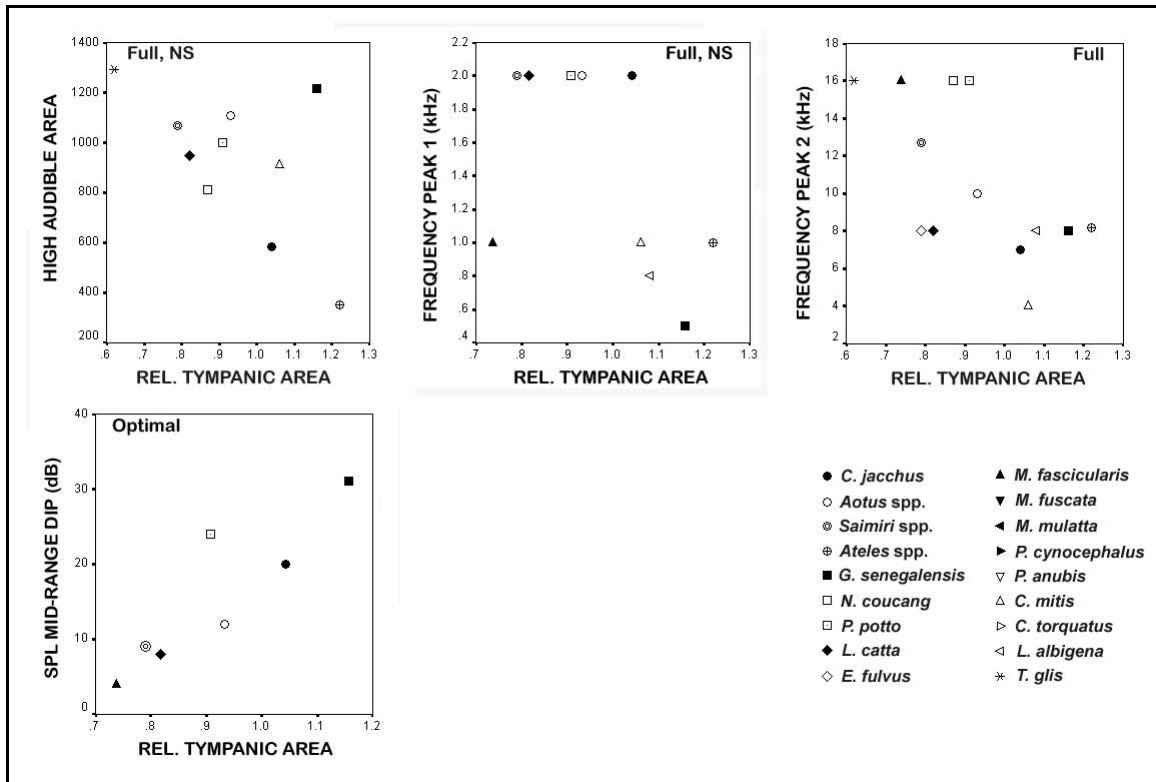 Full, NS
HIGH AUDIBLE AREA
1400
1200
1000
800
600
400
200
.6 .7 .8 .9 1.0 1.1 1.2 1.3
REL. TYMPANIC AREA
Full, NS
FREQUENCY PEAK 1 (kHz)
2.2
2.0
1.8
1.6
1.4
1.2
1.0
.8
.6
.4
.7 .8 .9 1.0 1.1 1.2 1.3
REL. TYMPANIC AREA
Full
FREQUENCY PEAK 2 (kHz)
18
16
14
12
10
8
6
4
2
.6 .7 .8 .9 1.0 1.1 1.2 1.3
REL. TYMPANIC AREA
Optimal
SPL MID-RANGE DIP (dB)
40
30
20
10
0
.7 .8 .9 1.0 1.1 1.2
REL. TYMPANIC AREA
C. jacchus
Aotus spp.
Saimiri spp.
Ateles spp.
G. senegalensis
N. coucang
P. potto
L. catta
E. fulvus
M. fascicularis
M. fuscata
M. mulatta
P. cynocephalus
P. anubis
C. mitis
C. torquatus
L. albigena
T. glis